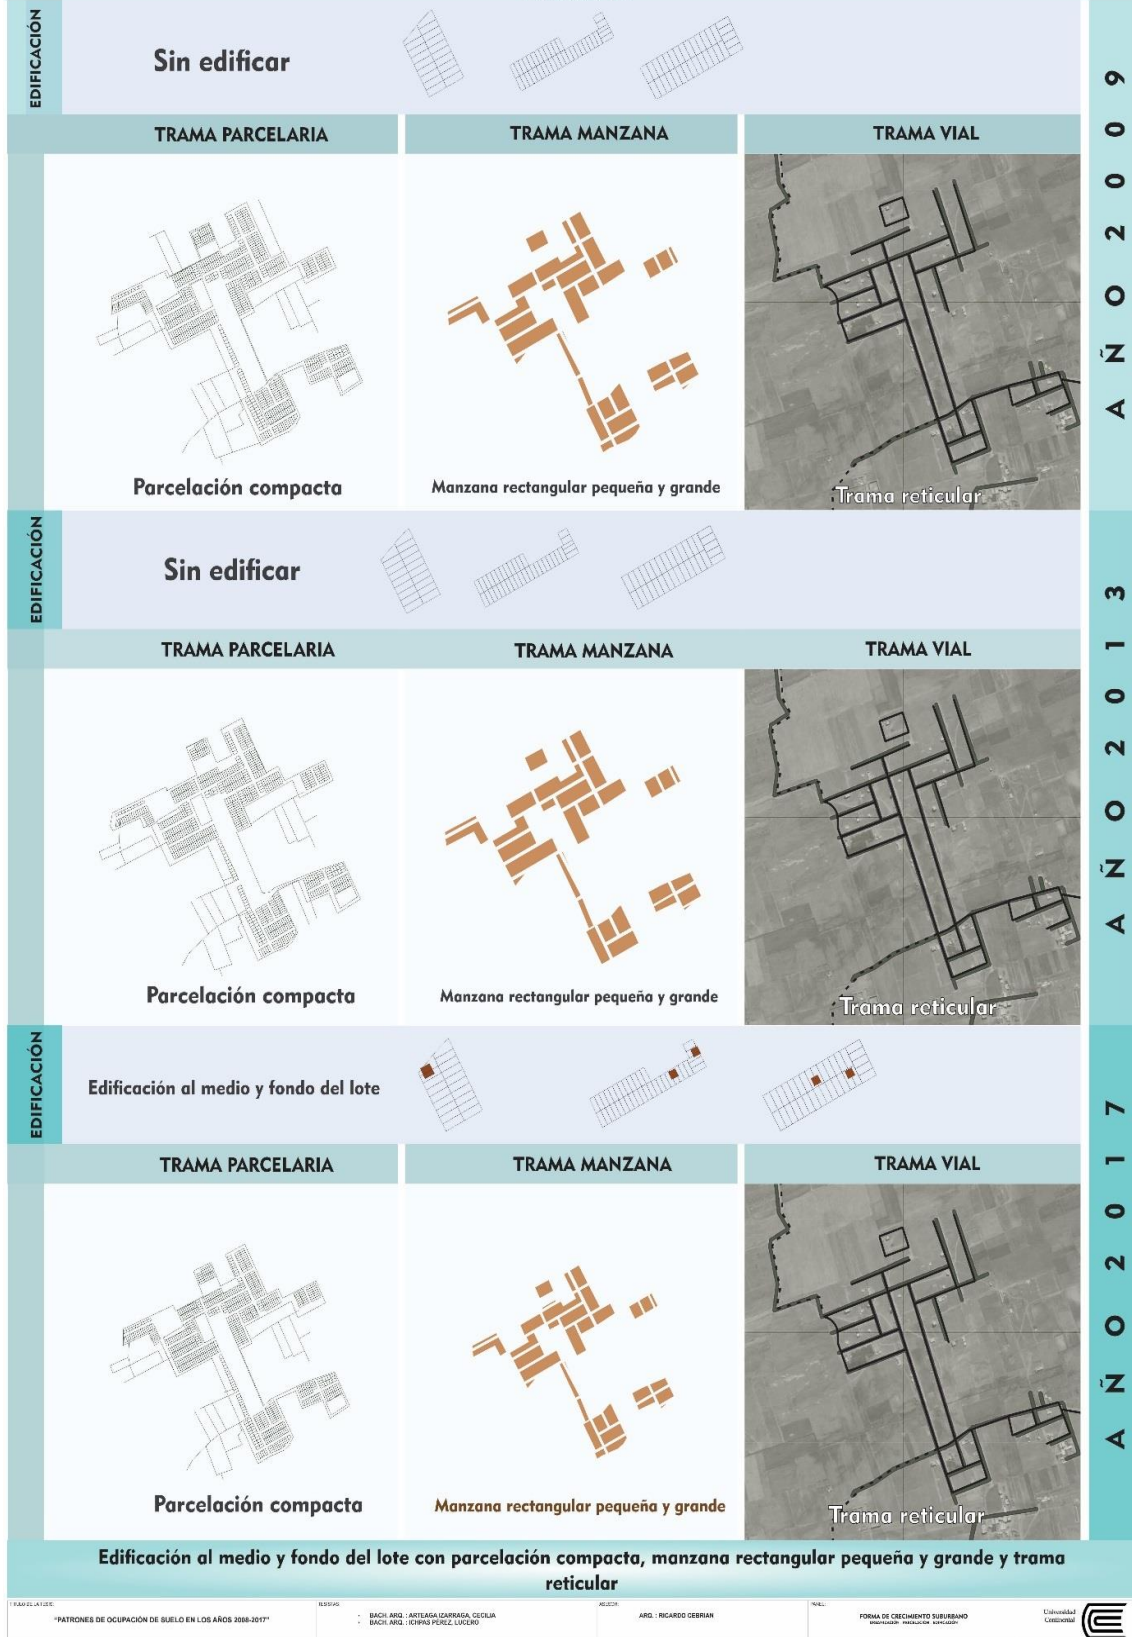 EDIFICACIÓN
Sin edificar
TRAMA PARCELARIA
TRAMA MANZANA
TRAMA VIAL
Parcelación compacta
Manzana rectangular pequeña y grande
Trama reticular
AÑO 2009
EDIFICACIÓN
Sin edificar
TRAMA PARCELARIA
TRAMA MANZANA
TRAMA VIAL
Parcelación compacta
Manzana rectangular pequeña y grande
Trama reticular
AÑO 2013
EDIFICACIÓN
Edificación al medio y fondo del lote
TRAMA PARCELARIA
TRAMA MANZANA
TRAMA VIAL
Parcelación compacta
Manzana rectangular pequeña y grande
Trama reticular
AÑO 2017
Edificación al medio y fondo del lote con parcelación compacta, manzana rectangular pequeña y grande y trama
reticular
"PATRONES DE OCUPACIÓN DE SUELO EN LOS AÑOS 2008-2017"
- BACH. ARQ. : ARTEAGA IZARRAGA, CECILIA
- BACH. ARQ. : ICHPAS PÉREZ, LUCERO
ARQ. : RICARDO CEBRIAN
FORMA DE CRECIMIENTO SUBURBANO
Universidad
Continental